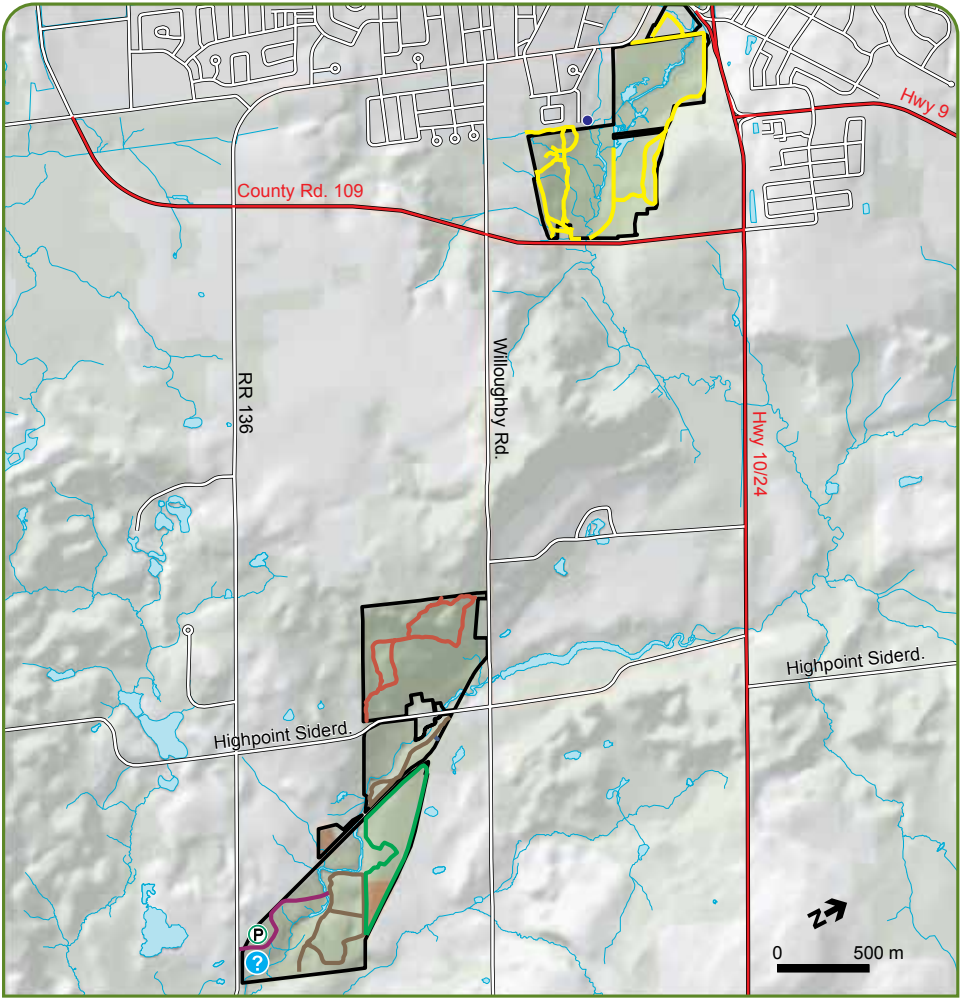 Hwy 9
County Rd. 109
Willoughby Rd.
RR 136
Hwy 10/24
Highpoint Siderd.
Highpoint Siderd.
P
?
N
0 500 m